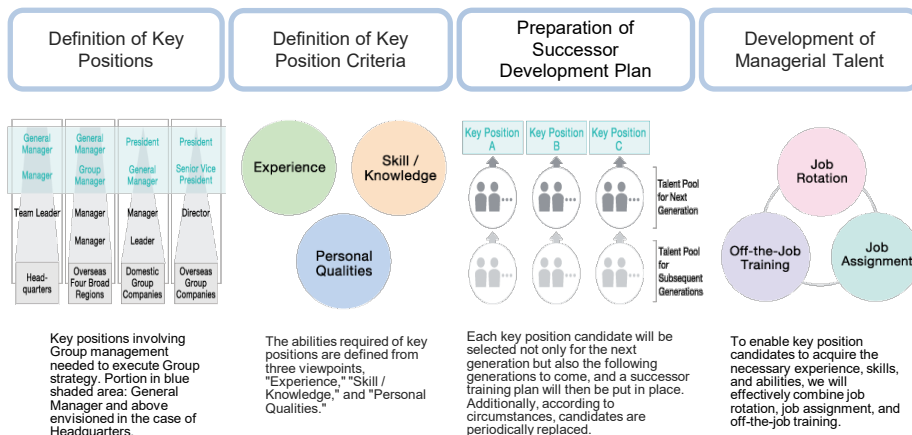 Definition of Key
Positions
Definition of Key
Position Criteria
Preparation of
Successor
Development Plan
Development of
Managerial Talent
General
Manager
Manager
Team Leader
Head-
quarters
General
Manager
Group
Manager
Manager
Manager
Overseas
Four Broad
Regions
President
General
Manager
Manager
Leader
Domestic
Group
Companies
President
Senior Vice
President
Director
Overseas
Group
Companies
Experience
Skill /
Knowledge
Personal
Qualities
Key Position
A
Key Position
B
Key Position
C
Talent Pool
for Next
Generation
Talent Pool
for
Subsequent
Generations
Job
Rotation
Off-the-Job
Training
Job
Assignment
Key positions involving
Group management
needed to execute Group
strategy. Portion in blue
shaded area: General
Manager and above
envisioned in the case of
Headquarters.
The abilities required of key
positions are defined from
three viewpoints,
"Experience," "Skill /
Knowledge," and "Personal
Qualities."
Each key position candidate will be
selected not only for the next
generation but also the following
generations to come, and a successor
training plan will then be put in place.
Additionally, according to
circumstances, candidates are
periodically replaced.
To enable key position
candidates to acquire the
necessary experience, skills,
and abilities, we will
effectively combine job
rotation, job assignment, and
off-the-job training.